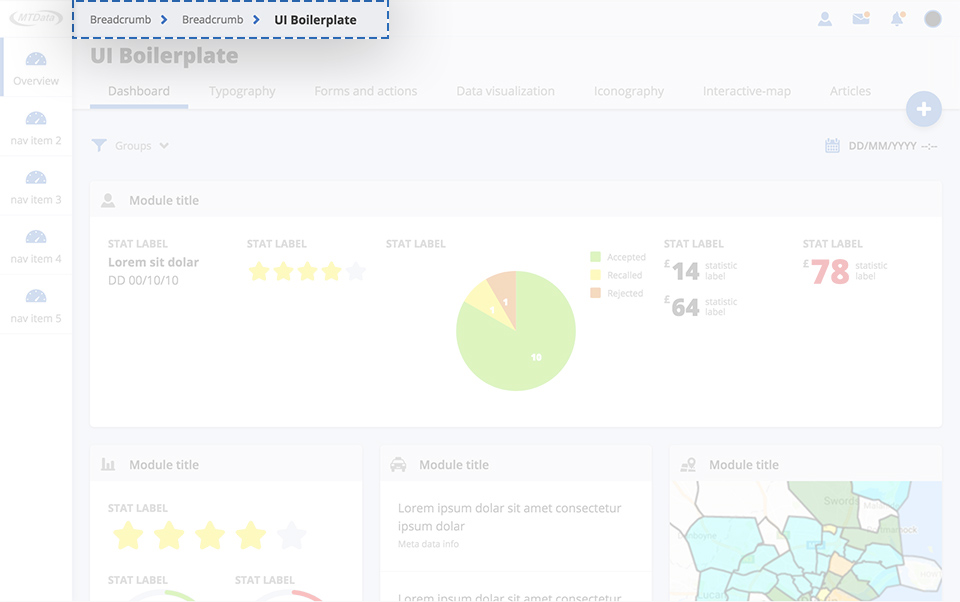 MTData
Breadcrumb Breadcrumb UI Boilerplate
UI Boilerplate
Overview
nav item 2
nav item 3
nav item 4
nav item 5
Dashboard Typography Forms and actions Data visualization Iconography Interactive-map Articles
Groups
DD/MM/YYYY --:--
Module title
STAT LABEL
Lorem sit dolar
DD 00/10/10
STAT LABEL
STAT LABEL
1
1
10
Accepted
Recalled
Rejected
STAT LABEL
£14 statistic label
£64 statistic label
STAT LABEL
£78 statistic label
Module title
STAT LABEL
STAT LABEL STAT LABEL
Module title
Lorem ipsum dolor sit amet consectetur
ipsum dolar
Meta data info
Lorem ipsum dolor sit amet consectetur
Module title
Swords
Lucan